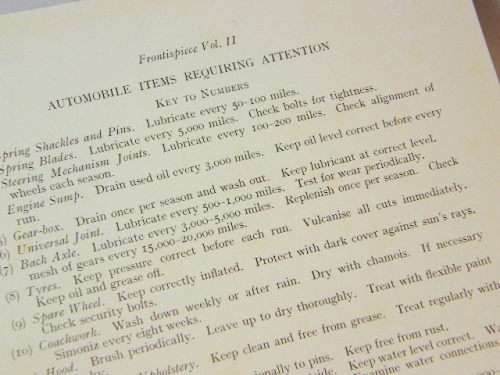 Frontispiece Vol. II
AUTOMOBILE ITEMS REQUIRING ATTENTION
KEY TO NUMBERS
Spring Shackles and Pins. Lubricate every 50-100 miles.
Spring Blades. Lubricate every 5,000 miles. Check bolts for tightness.
Steering Mechanism Joints. Lubricate every 100-200 miles. Check alignment of
wheels each season.
Engine Sump. Drain used oil every 3,000 miles. Keep oil level correct before every
run.
) Gear-box. Drain once per season and wash out. Keep lubricant at correct level.
(6) Universal Joint. Lubricate every 500-1,000 miles. Test for wear periodically.
(7) Back Axle. Lubricate every 3,000-5,000 miles. Replenish once per season. Check
mesh of gears every 15,000-20,000 miles.
(8) Tyres. Keep pressure correct before each run. Vulcanise all cuts immediately.
Keep oil and grease off.
(9) Spare Wheel. Keep correctly inflated. Protect with dark cover against sun's rays.
Check security bolts.
(10) Coachwork. Wash down weekly or after rain. Dry with chamois. If necessary
Simoniz every eight weeks.
Hood. Brush periodically. Leave up to dry thoroughly. Treat with flexible paint
Upholstery. Keep clean and free from grease. Treat regularly with
ionally to pins. Keep free from rust.
ide. Keep water level correct.
Examine water connections.